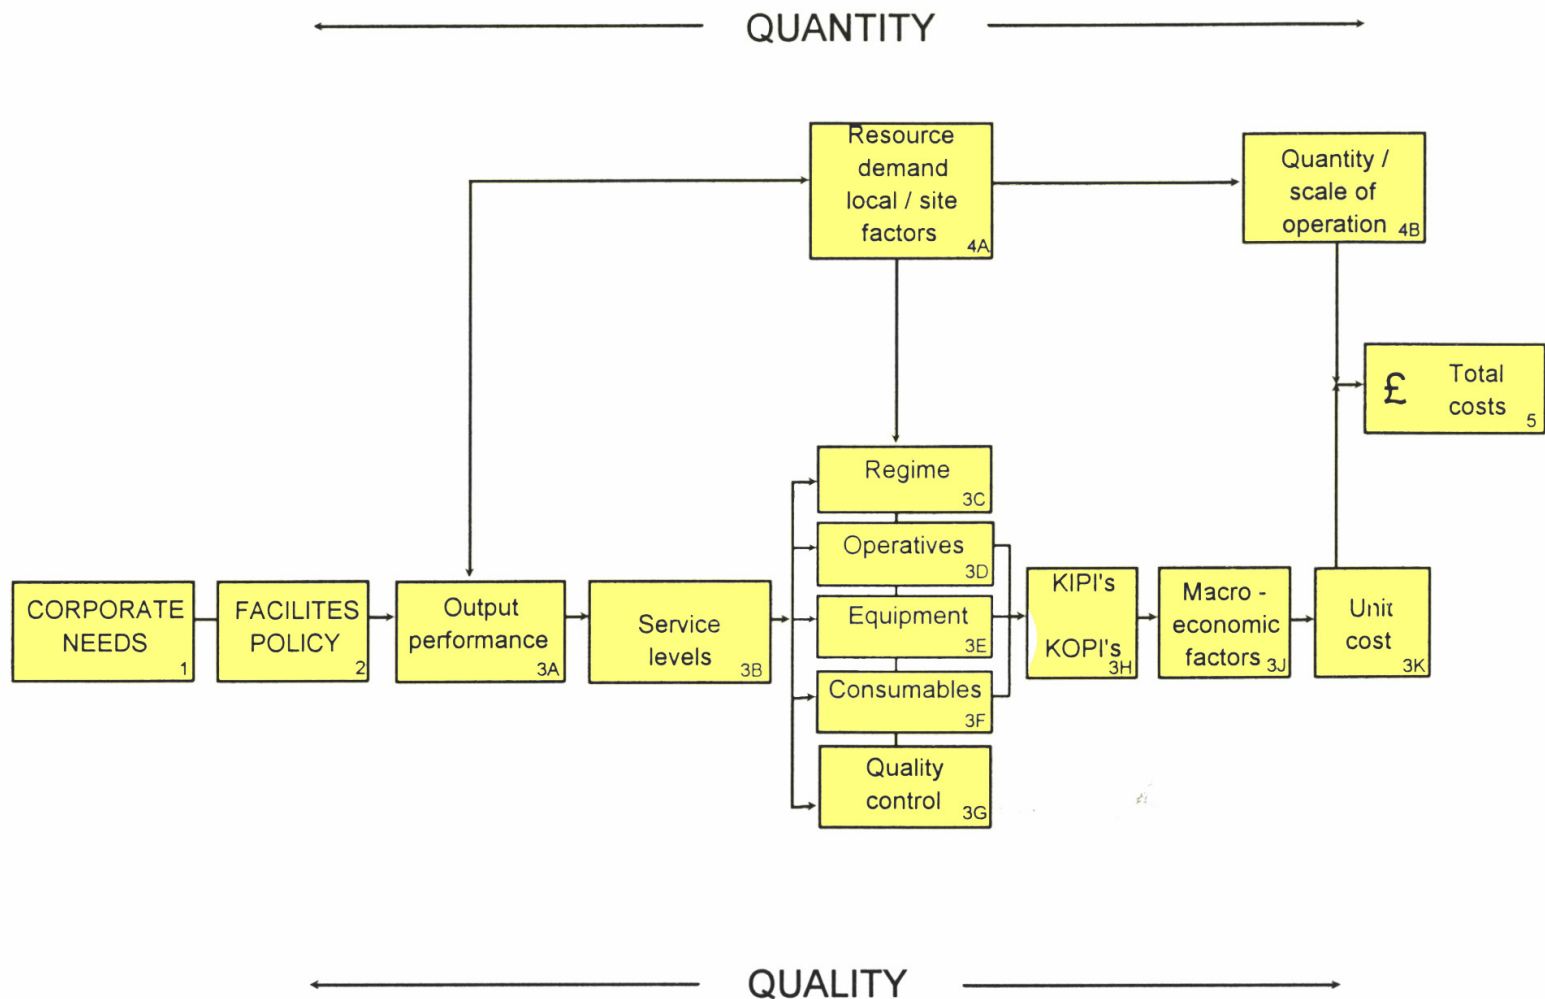 QUANTITY
Resource
demand
local / site
factors
4A
Quantity /
scale of
operation
4B
£ Total
costs
5
Regime
3C
Operatives
3D
Equipment
3E
Consumables
3F
Quality
control
3G
CORPORATE
NEEDS
1
FACILITES
POLICY
2
Output
performance
3A
Service
levels
3B
KIPI's
KOPI's
3H
Macro -
economic
factors
3J
Unit
cost
3K
QUALITY